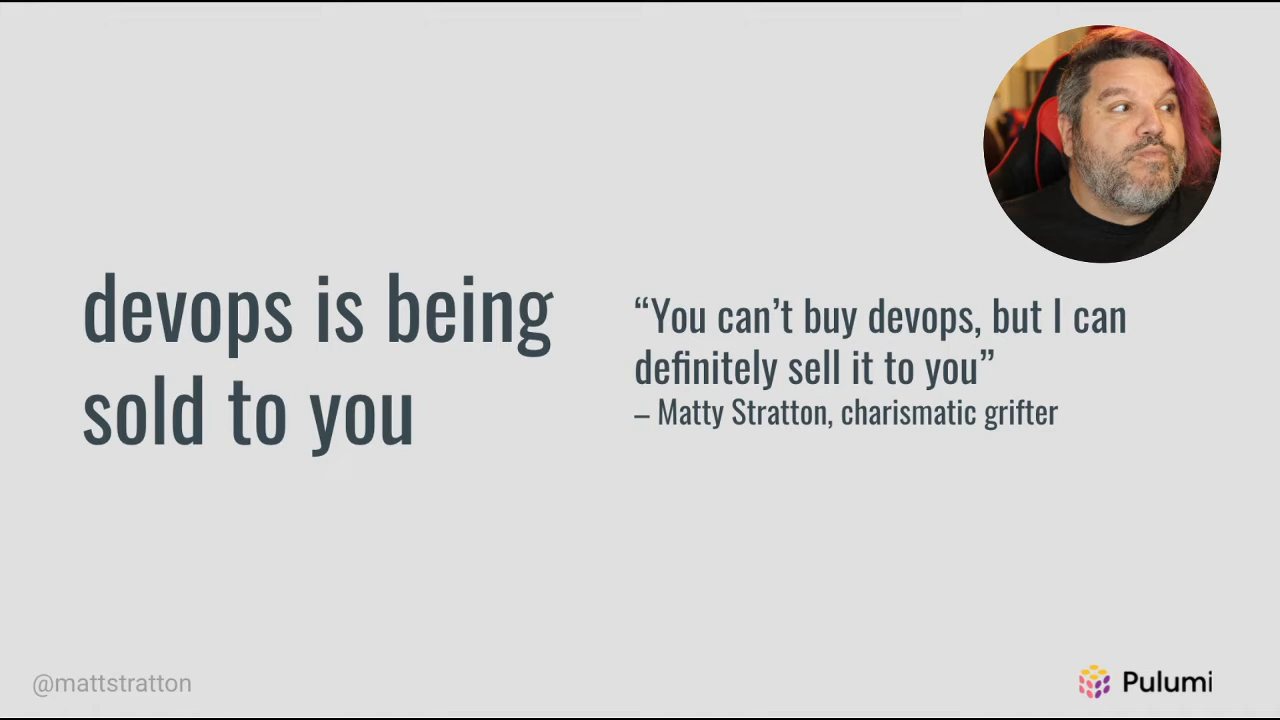 devops is being
sold to you
“You can’t buy devops, but I can
definitely sell it to you”
– Matty Stratton, charismatic grifter
@mattstratton
Pulumi